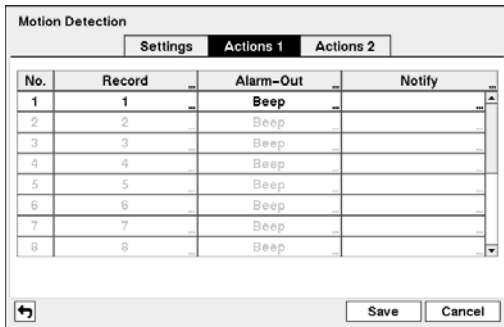 Motion Detection
Settings Actions 1 Actions 2
No. Record ... Alarm-Out ... Notify ...
1 1 ... Beep ... ...
2 2 ... Beep ... ...
3 3 ... Beep ... ...
4 4 ... Beep ... ...
5 5 ... Beep ... ...
6 6 ... Beep ... ...
7 7 ... Beep ... ...
8 8 ... Beep ... ...
Save Cancel